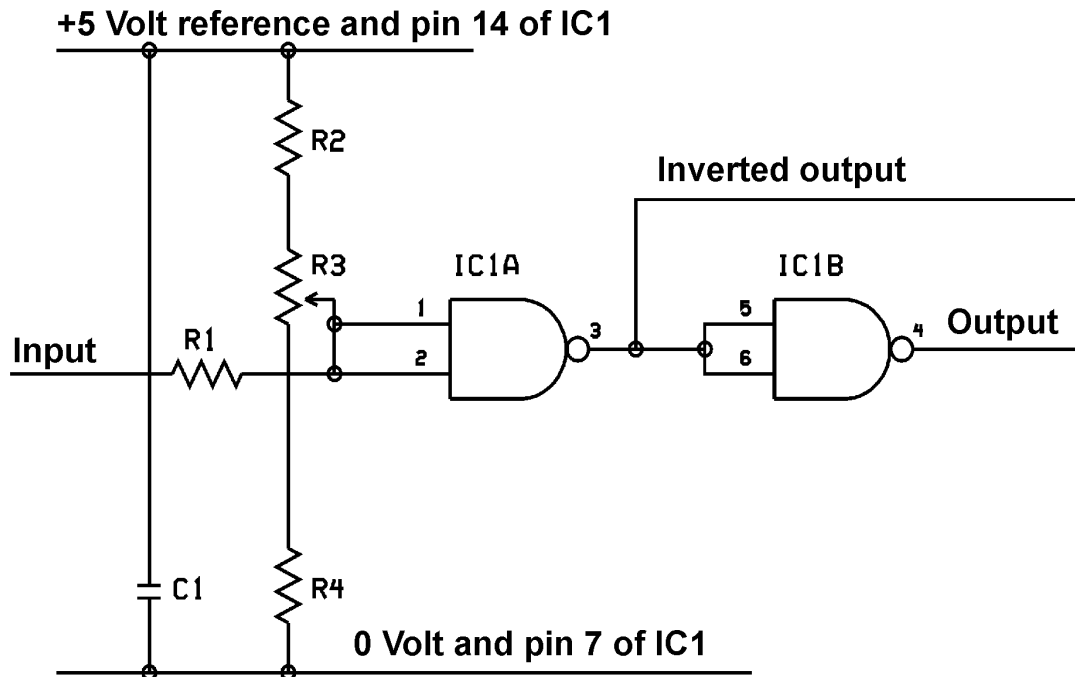 +5 Volt reference and pin 14 of IC1
R2
Inverted output
R3
IC1A
IC1B
1
5
3
4
Output
Input
R1
2
6
C1
R4
0 Volt and pin 7 of IC1